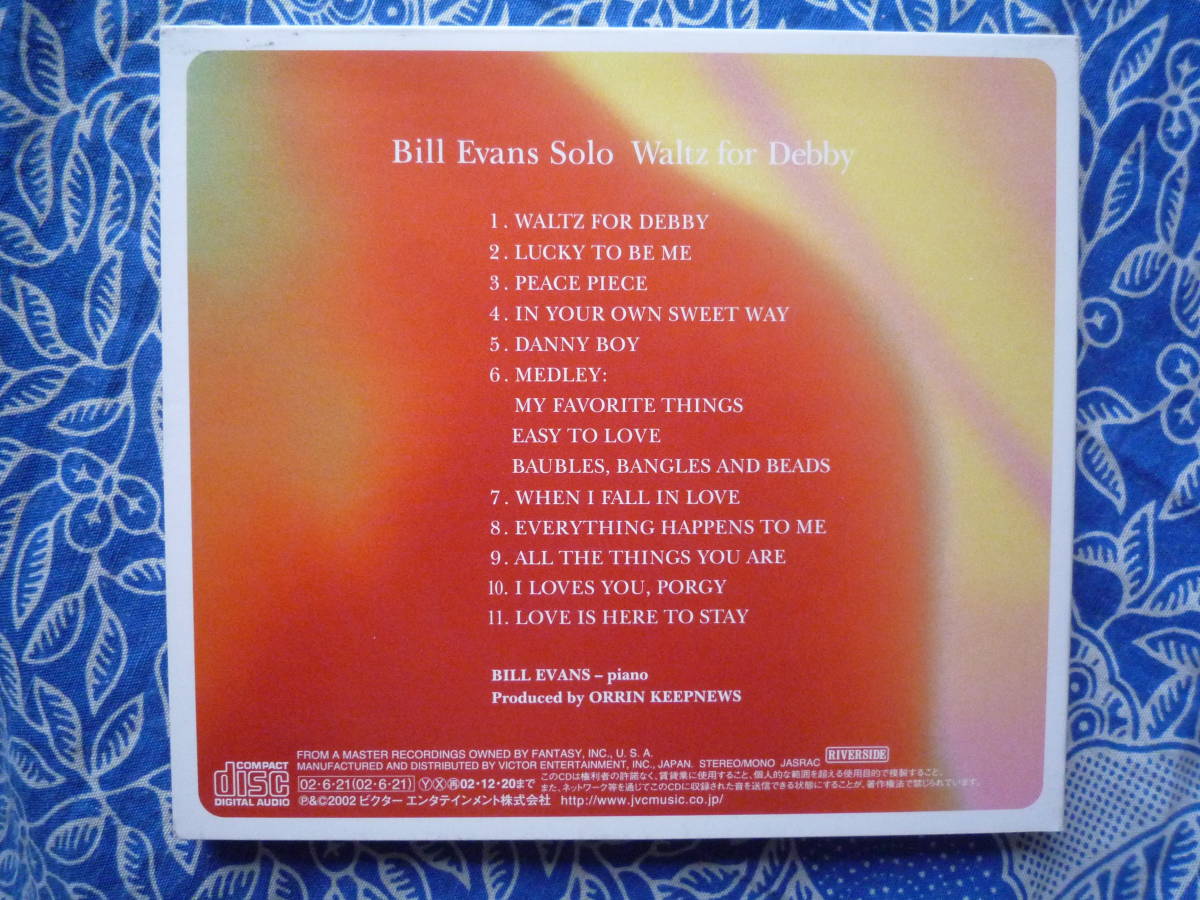 Bill Evans Solo Waltz for Debby
1. WALTZ FOR DEBBY
2. LUCKY TO BE ME
3. PEACE PIECE
4. IN YOUR OWN SWEET WAY
5. DANNY BOY
6. MEDLEY:
MY FAVORITE THINGS
EASY TO LOVE
BAUBLES, BANGLES AND BEADS
7. WHEN I FALL IN LOVE
8. EVERYTHING HAPPENS TO ME
9. ALL THE THINGS YOU ARE
10. I LOVES YOU, PORGY
11. LOVE IS HERE TO STAY
BILL EVANS – piano
Produced by ORRIN KEEPNEWS
FROM A MASTER RECORDINGS OWNED BY FANTASY, INC., U. S. A.
MANUFACTURED AND DISTRIBUTED BY VICTOR ENTERTAINMENT, INC., JAPAN. STEREO/MONO JASRAC
RIVERSIDE
COMPACT
disc
DIGITAL AUDIO
02・6・21(02・6・21) Ⓨ Ⓧ ㊢ 02・12・20まで
このCDは権利者の許諾なく、賃貸業に使用すること、個人的な範囲を超える使用目的で複製すること、
また、ネットワーク等を通じてこのCDに収録された音を送信できる状態にすることが、著作権法で禁じられています。
Ⓟ&©2002 ビクター エンタテインメント株式会社 http://www.jvcmusic.co.jp/